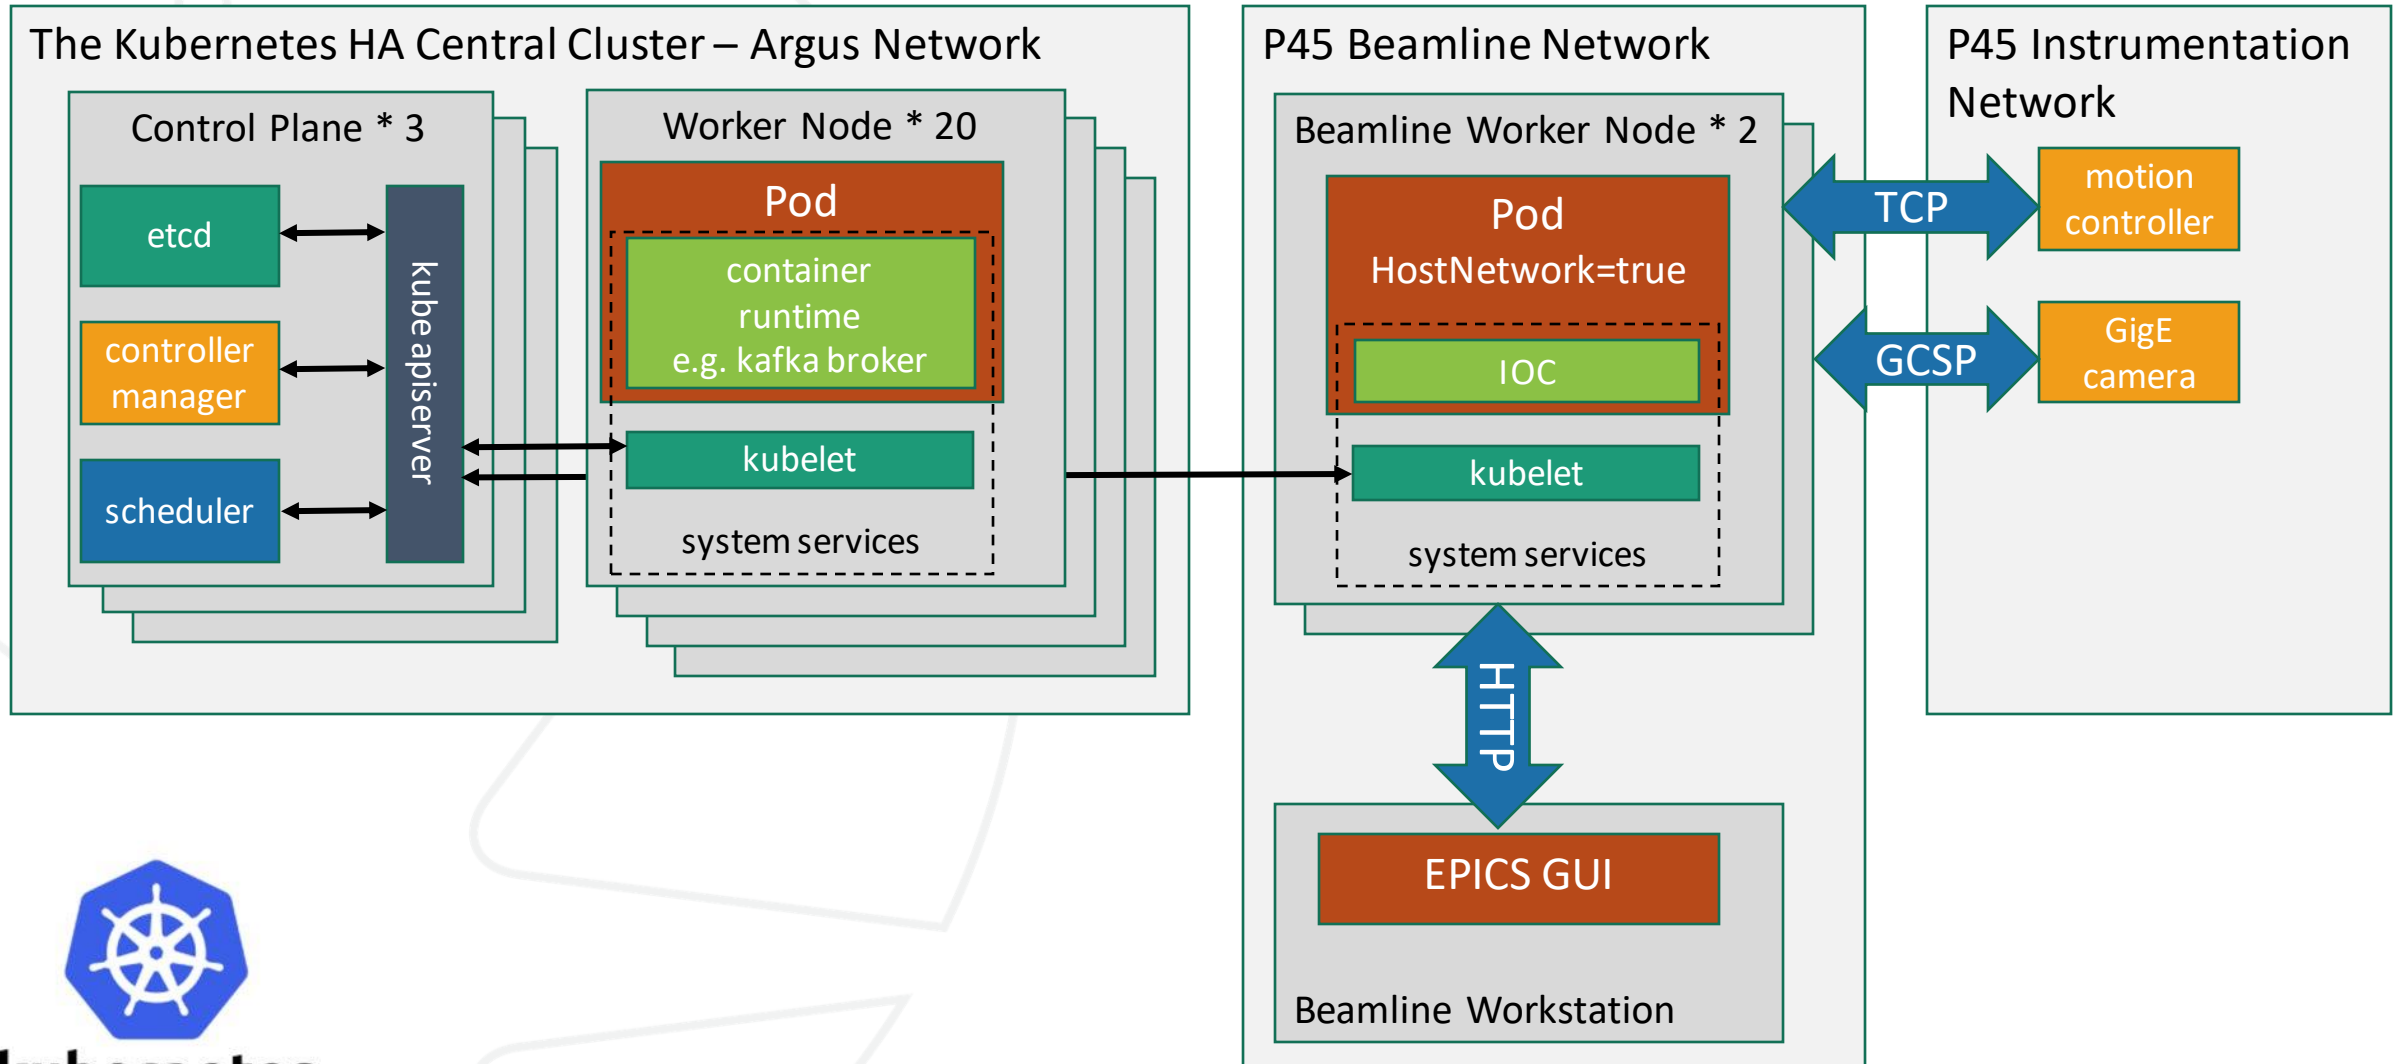 The Kubernetes HA Central Cluster – Argus Network
Control Plane * 3
etcd
controller
manager
scheduler
kube apiserver
Worker Node * 20
Pod
container
runtime
e.g. kafka broker
kubelet
system services
P45 Beamline Network
Beamline Worker Node * 2
Pod
HostNetwork=true
IOC
kubelet
system services
TCP
GCSP
HTTP
EPICS GUI
Beamline Workstation
P45 Instrumentation
Network
motion
controller
GigE
camera
kubernetes